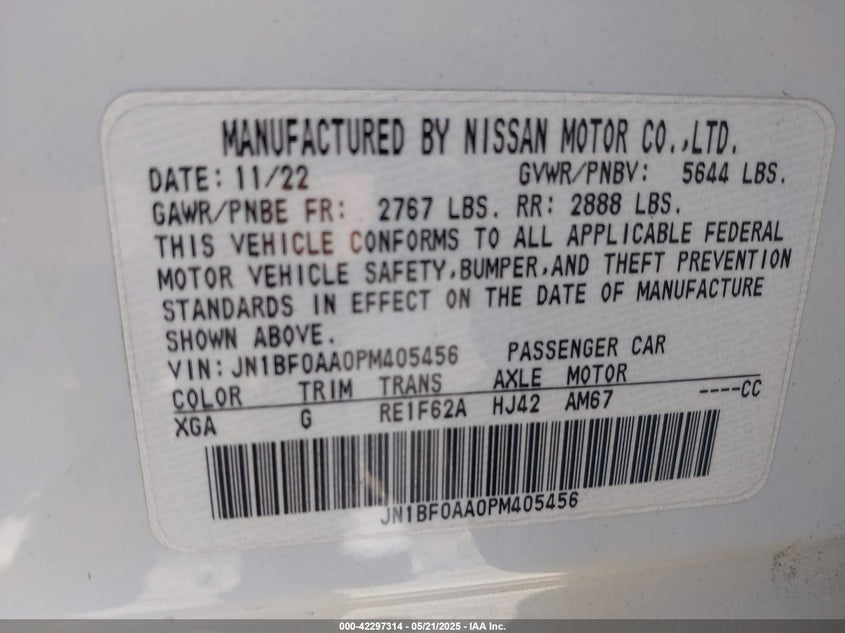 MANUFACTURED BY NISSAN MOTOR CO.,LTD.
DATE: 11/22 GVWR/PNBV: 5644 LBS.
GAWR/PNBE FR: 2767 LBS. RR: 2888 LBS.
THIS VEHICLE CONFORMS TO ALL APPLICABLE FEDERAL
MOTOR VEHICLE SAFETY,BUMPER,AND THEFT PREVENTION
STANDARDS IN EFFECT ON THE DATE OF MANUFACTURE
SHOWN ABOVE.
VIN: JN1BF0AA0PM405456 PASSENGER CAR
COLOR TRIM TRANS AXLE MOTOR
XGA G RE1F62A HJ42 AM67 ----CC
JN1BF0AA0PM405456
000-42297314 - 05/21/2025 - IAA Inc.